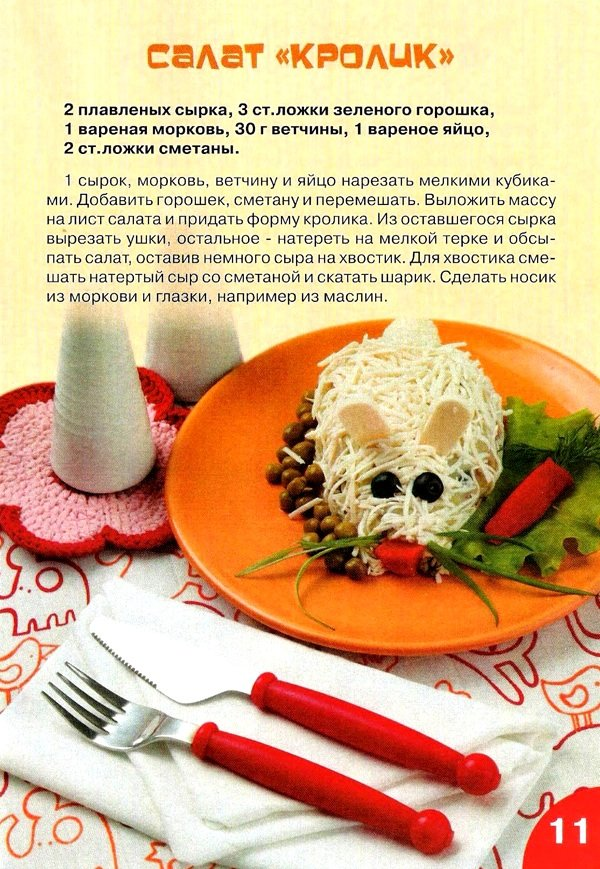 САЛАТ «КРОЛИК»
2 плавленых сырка, 3 ст.ложки зеленого горошка,
1 вареная морковь, 30 г ветчины, 1 вареное яйцо,
2 ст.ложки сметаны.
1 сырок, морковь, ветчину и яйцо нарезать мелкими кубика-
ми. Добавить горошек, сметану и перемешать. Выложить массу
на лист салата и придать форму кролика. Из оставшегося сырка
вырезать ушки, остальное - натереть на мелкой терке и обсы-
пать салат, оставив немного сыра на хвостик. Для хвостика сме-
шать натертый сыр со сметаной и скатать шарик. Сделать носик
из моркови и глазки, например из маслин.
11